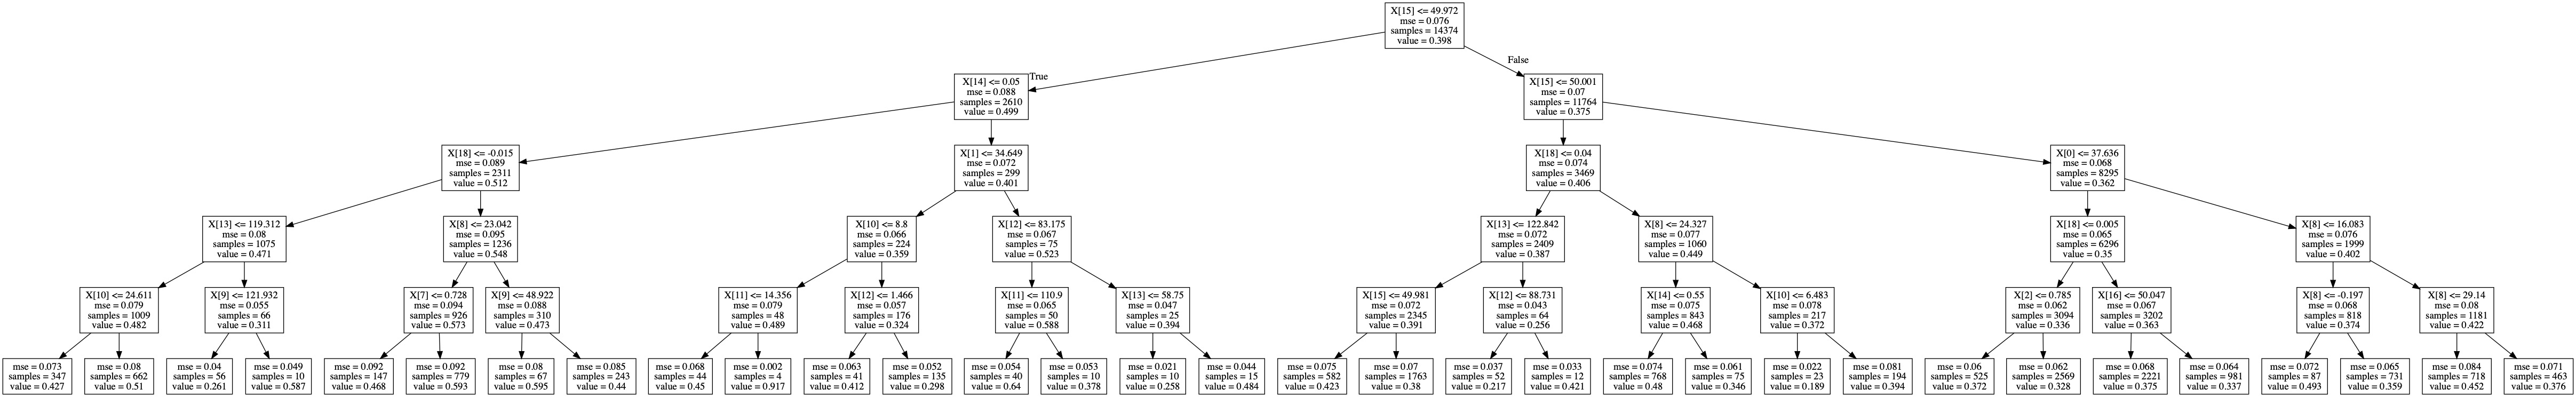 X[15] <= 49.972
mse = 0.076
samples = 14374
value = 0.398
True
False
X[14] <= 0.05
mse = 0.088
samples = 2610
value = 0.499
X[15] <= 50.001
mse = 0.07
samples = 11764
value = 0.375
X[18] <= -0.015
mse = 0.089
samples = 2311
value = 0.512
X[1] <= 34.649
mse = 0.072
samples = 299
value = 0.401
X[18] <= 0.04
mse = 0.074
samples = 3469
value = 0.406
X[0] <= 37.636
mse = 0.068
samples = 8295
value = 0.362
X[13] <= 119.312
mse = 0.08
samples = 1075
value = 0.471
X[8] <= 23.042
mse = 0.095
samples = 1236
value = 0.548
X[10] <= 8.8
mse = 0.066
samples = 224
value = 0.359
X[12] <= 83.175
mse = 0.067
samples = 75
value = 0.523
X[13] <= 122.842
mse = 0.072
samples = 2409
value = 0.387
X[8] <= 24.327
mse = 0.077
samples = 1060
value = 0.449
X[18] <= 0.005
mse = 0.065
samples = 6296
value = 0.35
X[8] <= 16.083
mse = 0.076
samples = 1999
value = 0.402
X[10] <= 24.611
mse = 0.079
samples = 1009
value = 0.482
X[9] <= 121.932
mse = 0.055
samples = 66
value = 0.311
X[7] <= 0.728
mse = 0.094
samples = 926
value = 0.573
X[9] <= 48.922
mse = 0.088
samples = 310
value = 0.473
X[11] <= 14.356
mse = 0.079
samples = 48
value = 0.489
X[12] <= 1.466
mse = 0.057
samples = 176
value = 0.324
X[11] <= 110.9
mse = 0.065
samples = 50
value = 0.588
X[13] <= 58.75
mse = 0.047
samples = 25
value = 0.394
X[15] <= 49.981
mse = 0.072
samples = 2345
value = 0.391
X[12] <= 88.731
mse = 0.043
samples = 64
value = 0.256
X[14] <= 0.55
mse = 0.075
samples = 843
value = 0.468
X[10] <= 6.483
mse = 0.078
samples = 217
value = 0.372
X[2] <= 0.785
mse = 0.062
samples = 3094
value = 0.336
X[16] <= 50.047
mse = 0.067
samples = 3202
value = 0.363
X[8] <= -0.197
mse = 0.068
samples = 818
value = 0.374
X[8] <= 29.14
mse = 0.08
samples = 1181
value = 0.422
mse = 0.073
samples = 347
value = 0.427
mse = 0.08
samples = 662
value = 0.51
mse = 0.04
samples = 56
value = 0.261
mse = 0.049
samples = 10
value = 0.587
mse = 0.092
samples = 147
value = 0.468
mse = 0.092
samples = 779
value = 0.593
mse = 0.08
samples = 67
value = 0.595
mse = 0.085
samples = 243
value = 0.44
mse = 0.068
samples = 44
value = 0.45
mse = 0.002
samples = 4
value = 0.917
mse = 0.063
samples = 41
value = 0.412
mse = 0.052
samples = 135
value = 0.298
mse = 0.054
samples = 40
value = 0.64
mse = 0.053
samples = 10
value = 0.378
mse = 0.021
samples = 10
value = 0.258
mse = 0.044
samples = 15
value = 0.484
mse = 0.075
samples = 582
value = 0.423
mse = 0.07
samples = 1763
value = 0.38
mse = 0.037
samples = 52
value = 0.217
mse = 0.033
samples = 12
value = 0.421
mse = 0.074
samples = 768
value = 0.48
mse = 0.061
samples = 75
value = 0.346
mse = 0.022
samples = 23
value = 0.189
mse = 0.081
samples = 194
value = 0.394
mse = 0.06
samples = 525
value = 0.372
mse = 0.062
samples = 2569
value = 0.328
mse = 0.068
samples = 2221
value = 0.375
mse = 0.064
samples = 981
value = 0.337
mse = 0.072
samples = 87
value = 0.493
mse = 0.065
samples = 731
value = 0.359
mse = 0.084
samples = 718
value = 0.452
mse = 0.071
samples = 463
value = 0.376